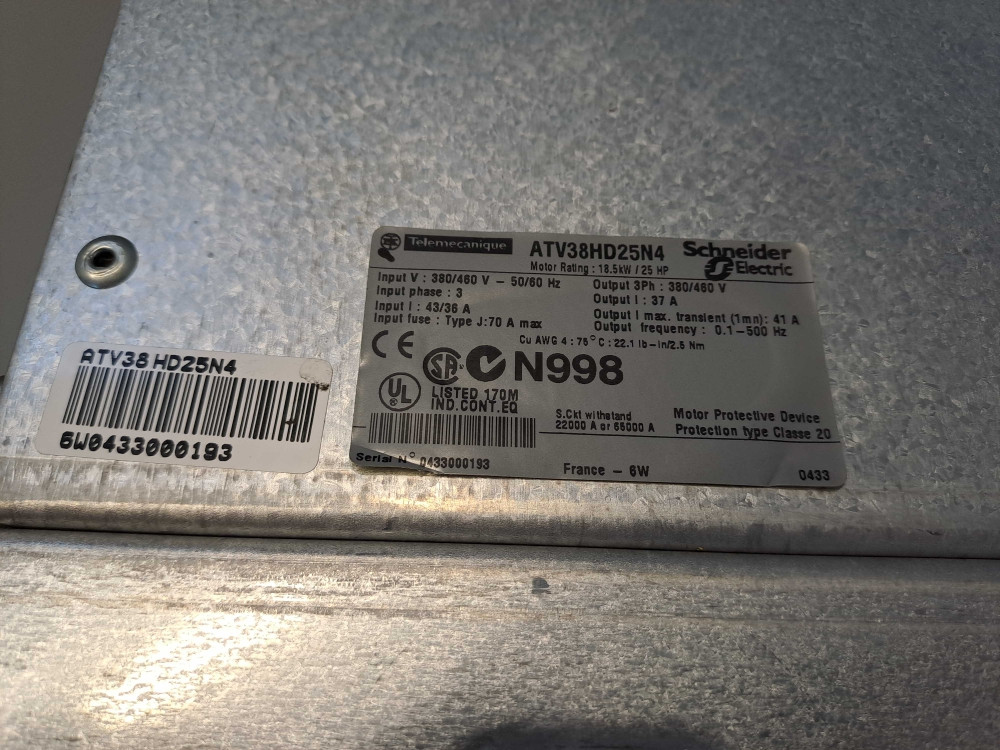 Telemecanique ATV38HD25N4 Schneider Electric
Motor Rating : 18.5kW / 25 HP
Input V : 380/460 V - 50/60 Hz
Input phase : 3
Input I : 43/36 A
Input fuse : Type J:70 A max
Output 3Ph : 380/460 V
Output I : 37 A
Output I max. transient (1mn): 41 A
Output frequency : 0.1-500 Hz
Cu AWG 4 : 75° C : 22.1 lb-in/2.5 Nm
CE
SA
N998
UL
LISTED 170M
IND.CONT.EQ
S.Ckt withstand
22000 A or 65000 A
Motor Protective Device
Protection type Classe 20
Serial N° 0433000193
France - 6W
0433
ATV38HD25N4
6W0433000193